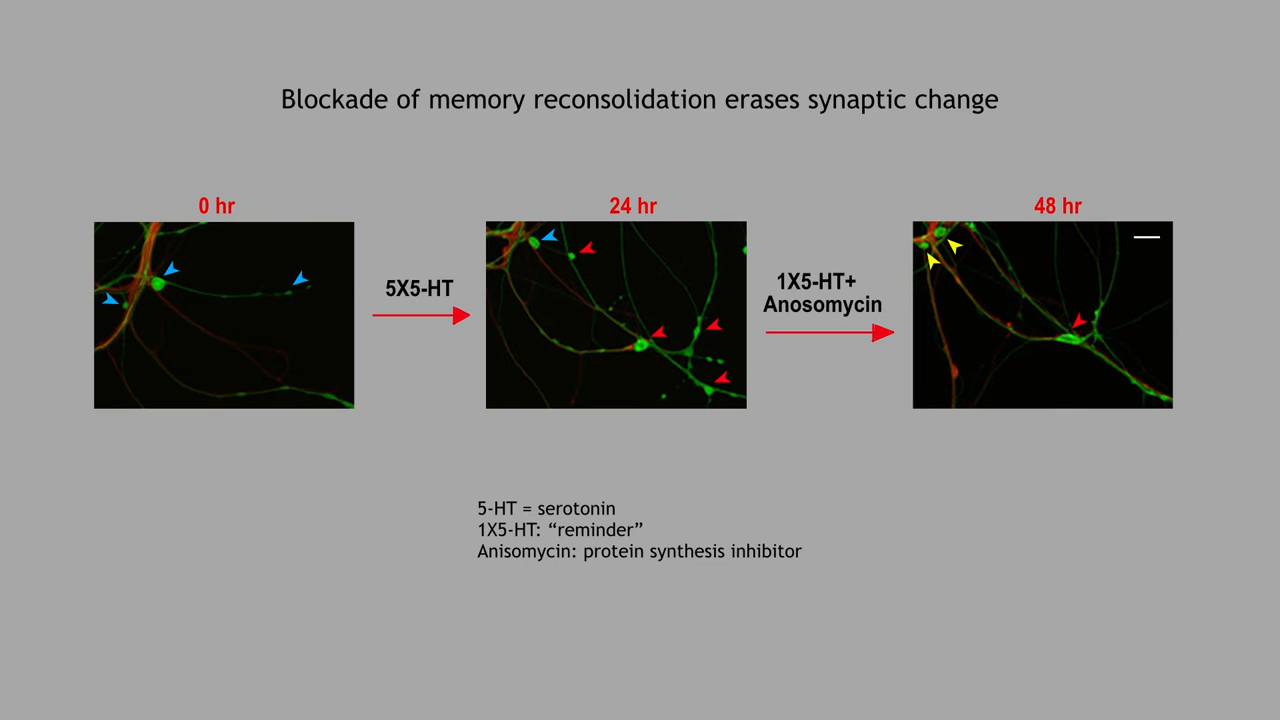 Blockade of memory reconsolidation erases synaptic change
0 hr
24 hr
48 hr
5X5-HT
1X5-HT+
Anosomycin
5-HT = serotonin
1X5-HT: “reminder”
Anisomycin: protein synthesis inhibitor